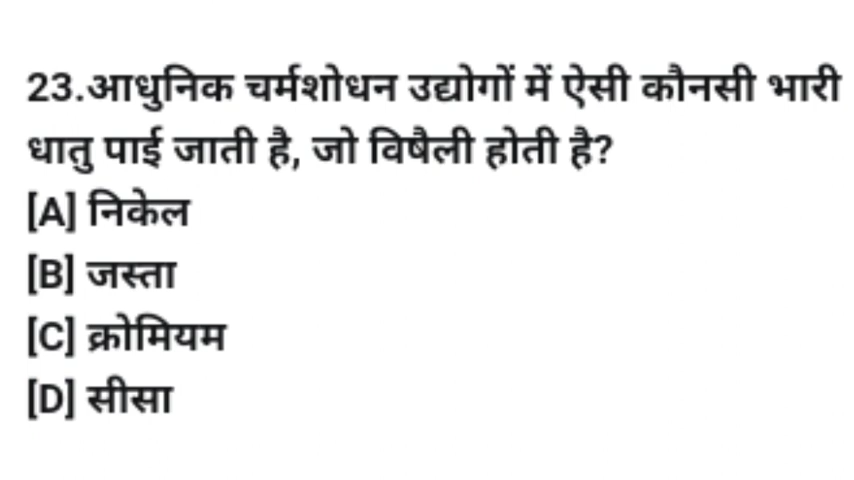 23.आधुनिक चर्मशोधन उद्योगों में ऐसी कौनसी भारी
धातु पाई जाती है, जो विषैली होती है?
[A] निकेल
[B] जस्ता
[C] क्रोमियम
[D] सीसा